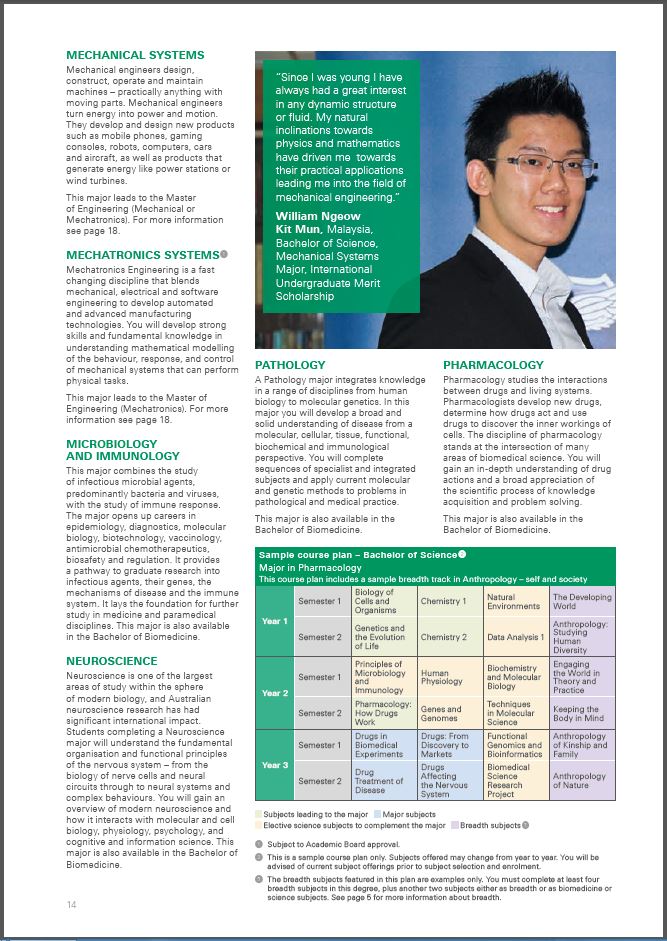 MECHANICAL SYSTEMS
Mechanical engineers design,
construct, operate and maintain
machines – practically anything with
moving parts. Mechanical engineers
turn energy into power and motion.
They develop and design new products
such as mobile phones, gaming
consoles, robots, computers, cars
and aircraft, as well as products that
generate energy like power stations or
wind turbines.
This major leads to the Master
of Engineering (Mechanical or
Mechatronics). For more information
see page 18.
MECHATRONICS SYSTEMS①
Mechatronics Engineering is a fast
changing discipline that blends
mechanical, electrical and software
engineering to develop automated
and advanced manufacturing
technologies. You will develop strong
skills and fundamental knowledge in
understanding mathematical modelling
of the behaviour, response, and control
of mechanical systems that can perform
physical tasks.
This major leads to the Master of
Engineering (Mechatronics). For more
information see page 18.
MICROBIOLOGY
AND IMMUNOLOGY
This major combines the study
of infectious microbial agents,
predominantly bacteria and viruses,
with the study of immune response.
The major opens up careers in
epidemiology, diagnostics, molecular
biology, biotechnology, vaccinology,
antimicrobial chemotherapeutics,
biosafety and regulation. It provides
a pathway to graduate research into
infectious agents, their genes, the
mechanisms of disease and the immune
system. It lays the foundation for further
study in medicine and paramedical
disciplines. This major is also available
in the Bachelor of Biomedicine.
NEUROSCIENCE
Neuroscience is one of the largest
areas of study within the sphere
of modern biology, and Australian
neuroscience research has had
significant international impact.
Students completing a Neuroscience
major will understand the fundamental
organisation and functional principles
of the nervous system – from the
biology of nerve cells and neural
circuits through to neural systems and
complex behaviours. You will gain an
overview of modern neuroscience and
how it interacts with molecular and cell
biology, physiology, psychology, and
cognitive and information science. This
major is also available in the Bachelor of
Biomedicine.
“Since I was young I have
always had a great interest
in any dynamic structure
or fluid. My natural
inclinations towards
physics and mathematics
have driven me towards
their practical applications
leading me into the field of
mechanical engineering.”
William Ngeow
Kit Mun, Malaysia,
Bachelor of Science,
Mechanical Systems
Major, International
Undergraduate Merit
Scholarship
PATHOLOGY
A Pathology major integrates knowledge
in a range of disciplines from human
biology to molecular genetics. In this
major you will develop a broad and
solid understanding of disease from a
molecular, cellular, tissue, functional,
biochemical and immunological
perspective. You will complete
sequences of specialist and integrated
subjects and apply current molecular
and genetic methods to problems in
pathological and medical practice.
This major is also available in the
Bachelor of Biomedicine.
PHARMACOLOGY
Pharmacology studies the interactions
between drugs and living systems.
Pharmacologists develop new drugs,
determine how drugs act and use
drugs to discover the inner workings of
cells. The discipline of pharmacology
stands at the intersection of many
areas of biomedical science. You will
gain an in-depth understanding of drug
actions and a broad appreciation of
the scientific process of knowledge
acquisition and problem solving.
This major is also available in the
Bachelor of Biomedicine.
Sample course plan – Bachelor of Science②
Major in Pharmacology
This course plan includes a sample breadth track in Anthropology – self and society
Year 1
Semester 1
Biology of
Cells and
Organisms
Chemistry 1
Natural
Environments
The Developing
World
Semester 2
Genetics and
the Evolution
of Life
Chemistry 2
Data Analysis 1
Anthropology:
Studying
Human
Diversity
Year 2
Semester 1
Principles of
Microbiology
and
Immunology
Human
Physiology
Biochemistry
and Molecular
Biology
Engaging
the World in
Theory and
Practice
Semester 2
Pharmacology:
How Drugs
Work
Genes and
Genomes
Techniques
in Molecular
Science
Keeping the
Body in Mind
Year 3
Semester 1
Drugs in
Biomedical
Experiments
Drugs: From
Discovery to
Markets
Functional
Genomics and
Bioinformatics
Anthropology
of Kinship and
Family
Semester 2
Drug
Treatment of
Disease
Drugs
Affecting
the Nervous
System
Biomedical
Science
Research
Project
Anthropology
of Nature
Subjects leading to the major Major subjects
Elective science subjects to complement the major Breadth subjects③
① Subject to Academic Board approval.
② This is a sample course plan only. Subjects offered may change from year to year. You will be
advised of current subject offerings prior to subject selection and enrolment.
③ The breadth subjects featured in this plan are examples only. You must complete at least four
breadth subjects in this degree, plus another two subjects either as breadth or as biomedicine or
science subjects. See page 5 for more information about breadth.
14